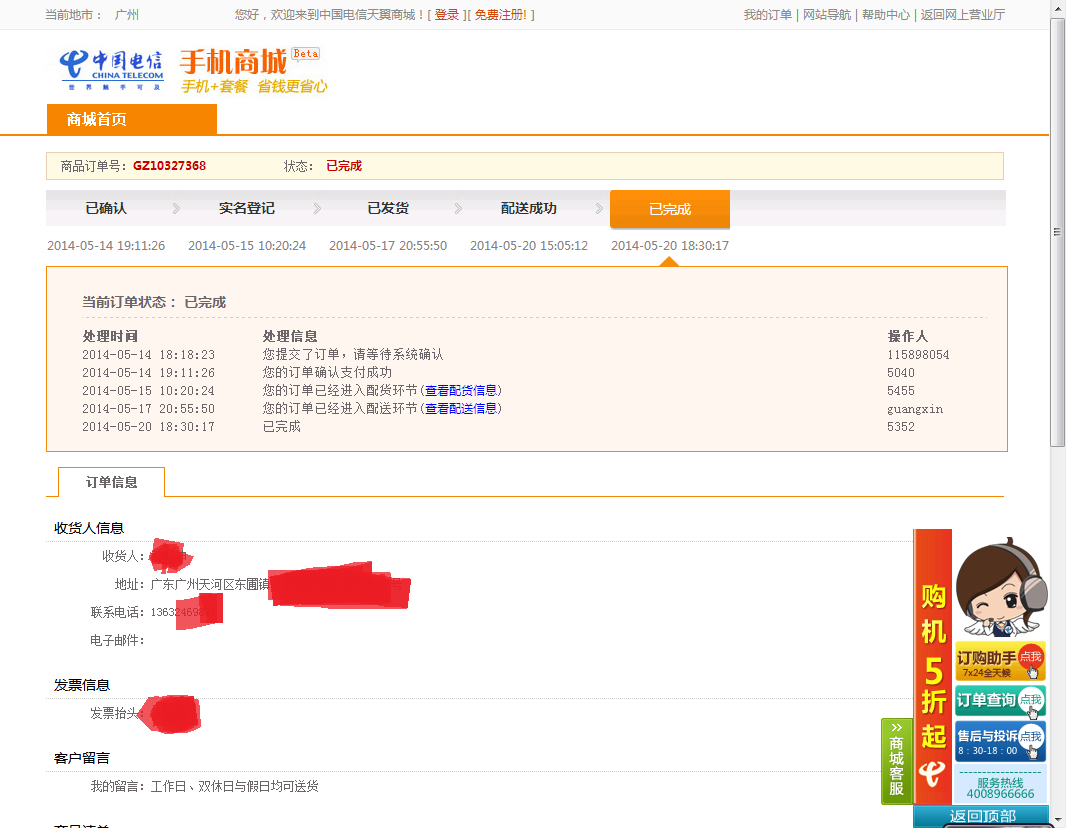 当前地市： 广州 您好，欢迎来到中国电信天翼商城！[ 登录 ][ 免费注册! ] 我的订单 | 网站导航 | 帮助中心 | 返回网上营业厅
中国电信 手机商城 Beta
CHINA TELECOM
世界触手可及 手机+套餐 省钱更省心
商城首页
商品订单号：GZ10327368 状态： 已完成
已确认 实名登记 已发货 配送成功 已完成
2014-05-14 19:11:26 2014-05-15 10:20:24 2014-05-17 20:55:50 2014-05-20 15:05:12 2014-05-20 18:30:17
当前订单状态： 已完成
处理时间 处理信息 操作人
2014-05-14 18:18:23 您提交了订单，请等待系统确认 115898054
2014-05-14 19:11:26 您的订单确认支付成功 5040
2014-05-15 10:20:24 您的订单已经进入配货环节(查看配货信息) 5455
2014-05-17 20:55:50 您的订单已经进入配送环节(查看配送信息) guangxin
2014-05-20 18:30:17 已完成 5352
订单信息
收货人信息
收货人：
地址：广东广州天河区东圃镇
联系电话：
电子邮件：
发票信息
发票抬头：
客户留言
我的留言：工作日、双休日与假日均可送货
购机5折起
订购助手 点我
7x24全天候
订单查询 点我
售后与投诉 点我
8：30-18：00
服务热线
4008966666
返回顶部
商城客服